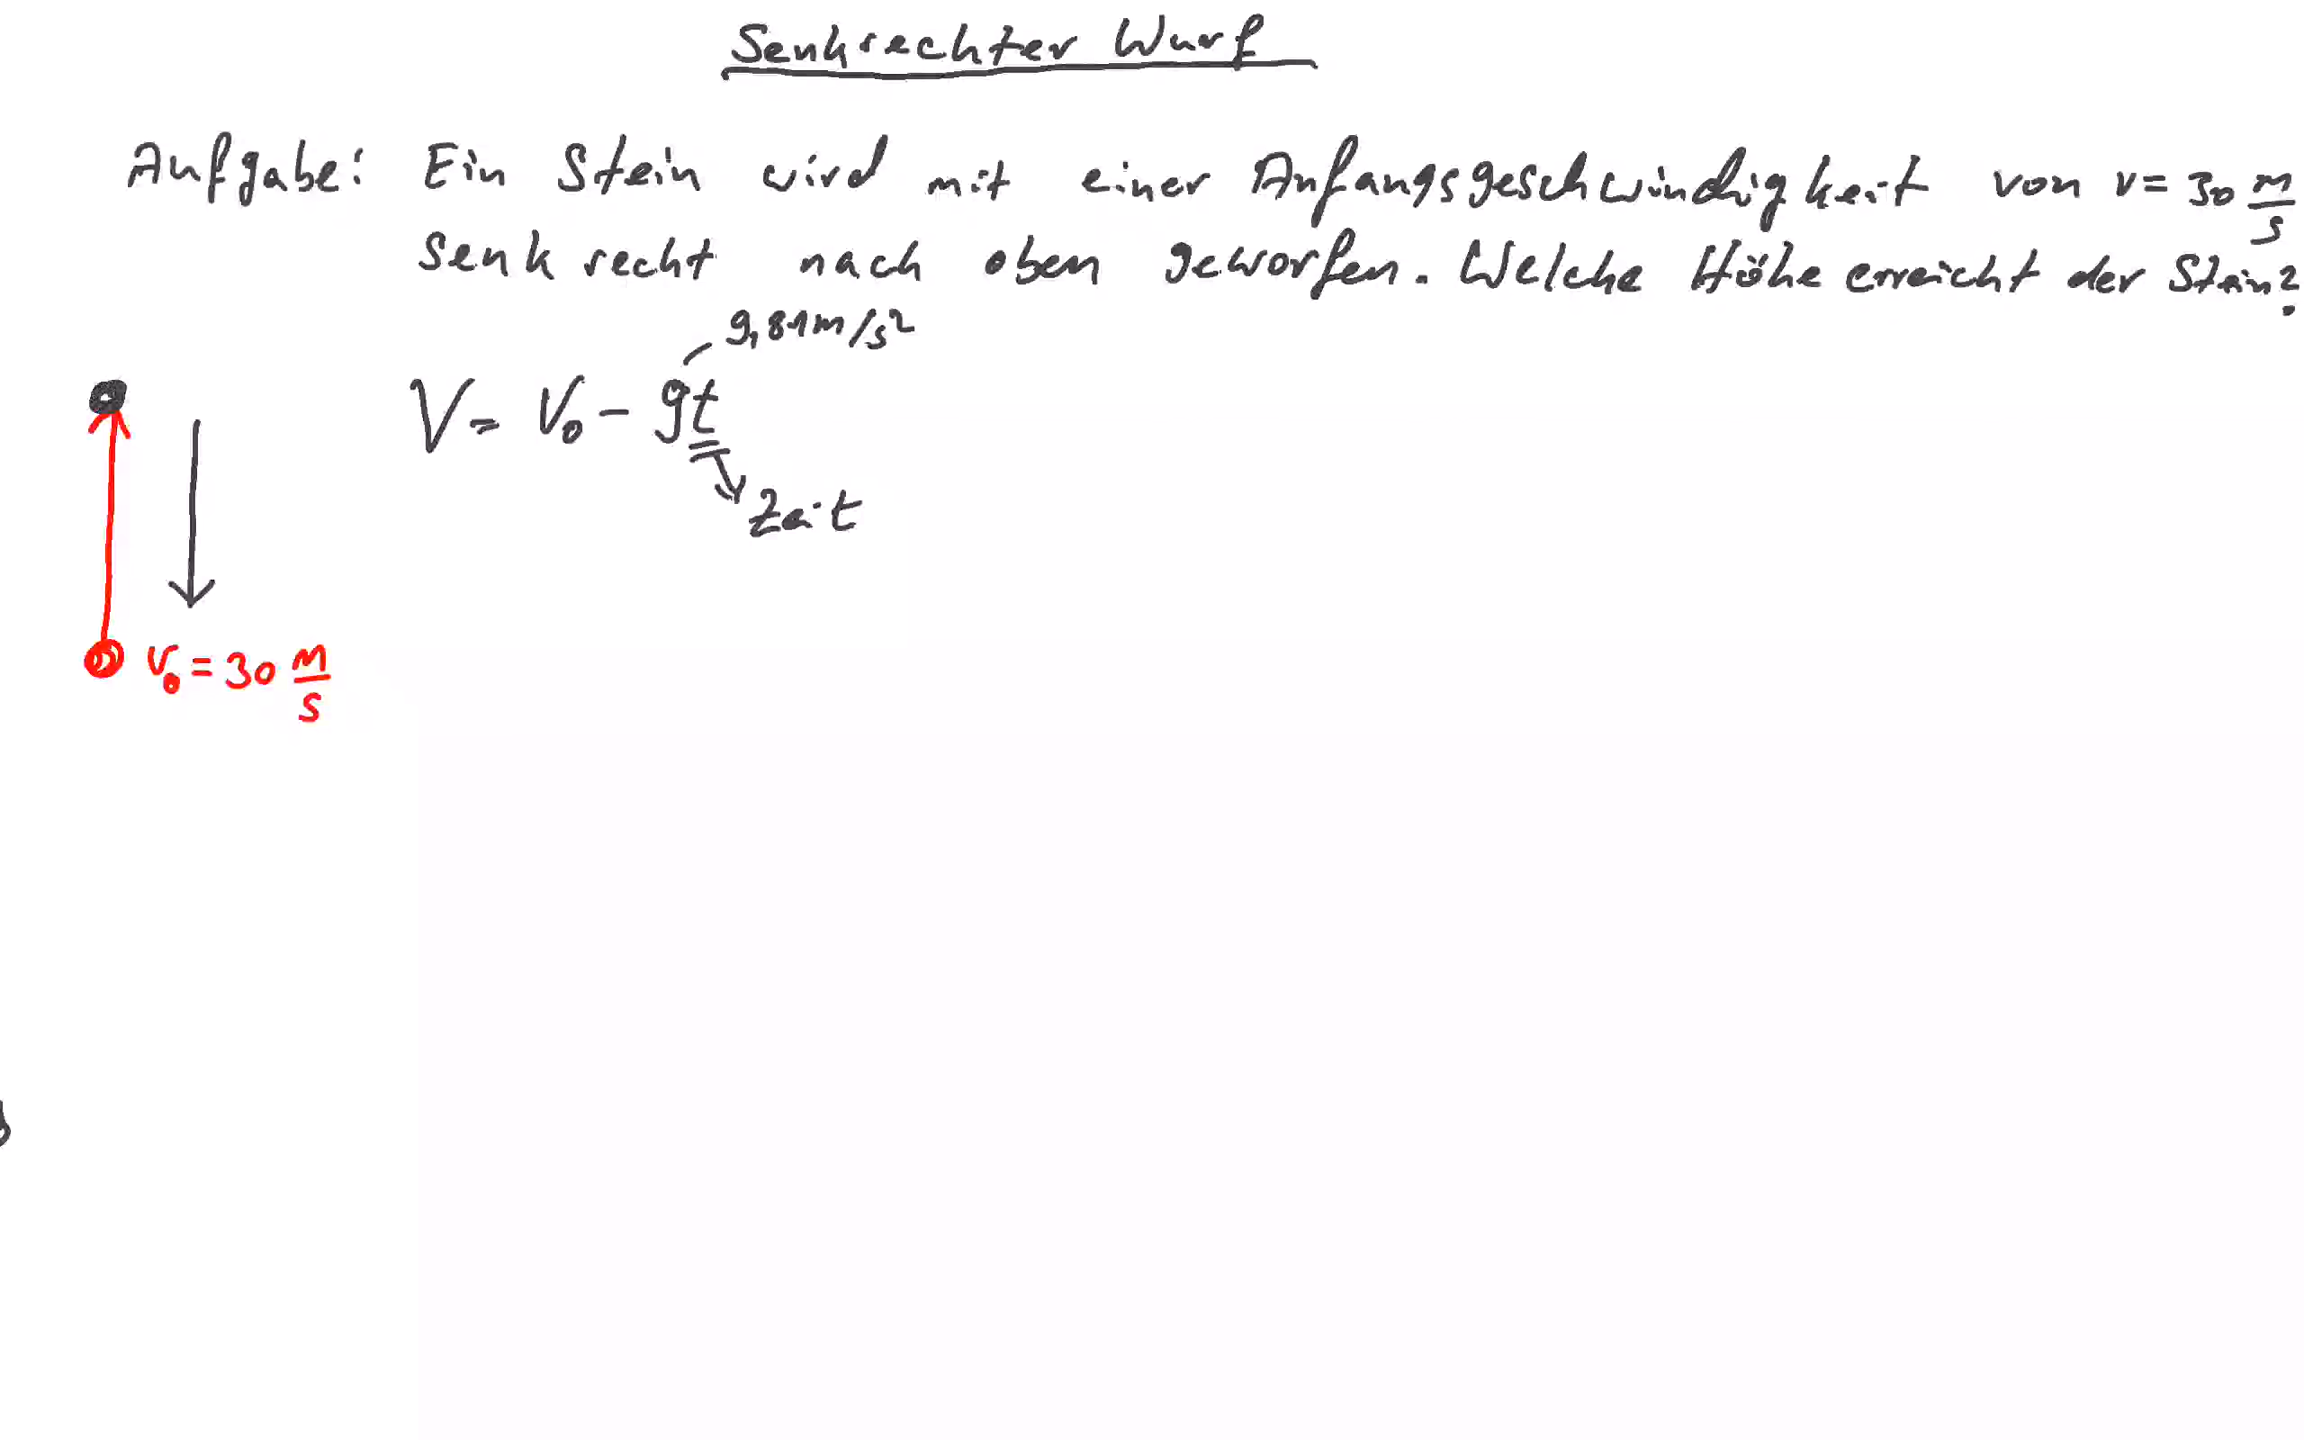 Senkrechter Wurf
Aufgabe: Ein Stein wird mit einer Anfangsgeschwindigkeit von v = 30 m/s
senkrecht nach oben geworfen. Welche Höhe erreicht der Stein?
9,81m/s²
V = V₀ - gt
Zeit
V₀ = 30 m/s